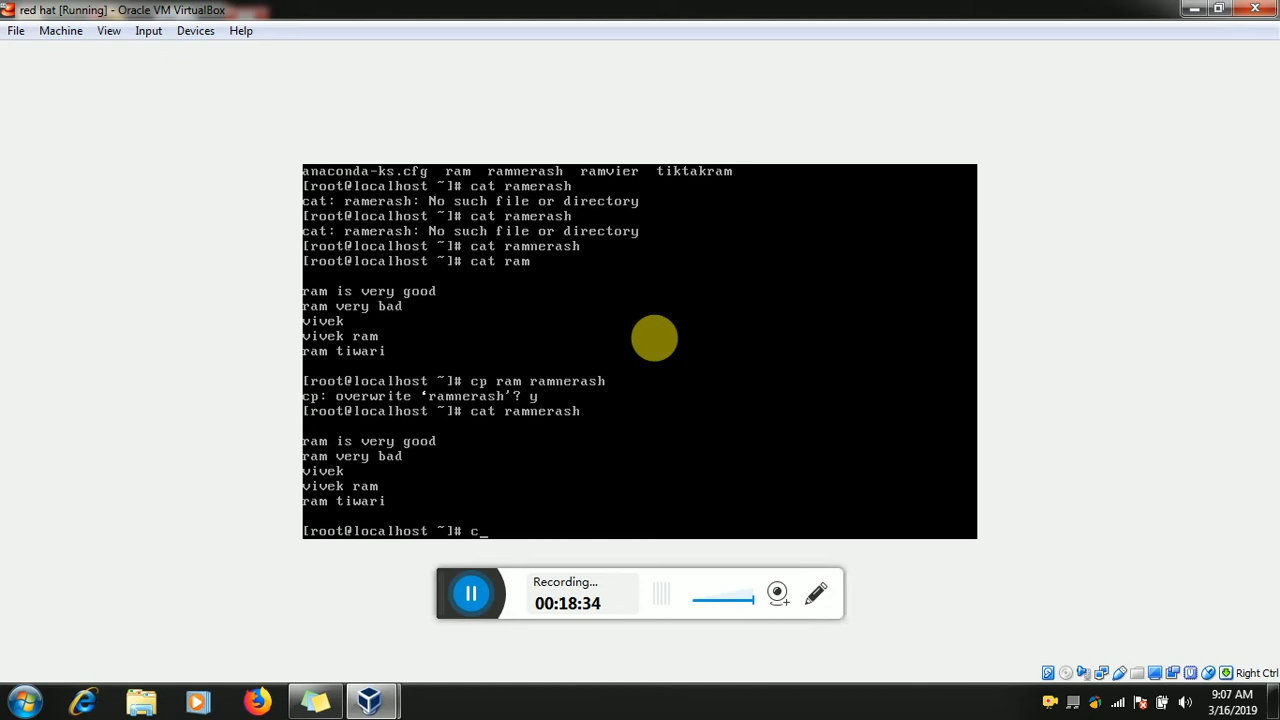 red hat [Running] - Oracle VM VirtualBox
File Machine View Input Devices Help
anaconda-ks.cfg ram ramnerash ramvier tiktakram
[root@localhost ~]# cat ramerash
cat: ramerash: No such file or directory
[root@localhost ~]# cat ramerash
cat: ramerash: No such file or directory
[root@localhost ~]# cat ramnerash
[root@localhost ~]# cat ram
ram is very good
ram very bad
vivek
vivek ram
ram tiwari
[root@localhost ~]# cp ram ramnerash
cp: overwrite ‘ramnerash’? y
[root@localhost ~]# cat ramnerash
ram is very good
ram very bad
vivek
vivek ram
ram tiwari
[root@localhost ~]# c_
Recording...
00:18:34
Right Ctrl
9:07 AM
3/16/2019